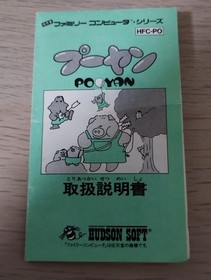 ファミリー コンピュータ・シリーズ
HFC-PO
プーヤン
POOYAN
とりあつかい せつ めい しょ
取扱説明書
HUDSON SOFT
「ファミリーコンピュータ」は任天堂の商標です。